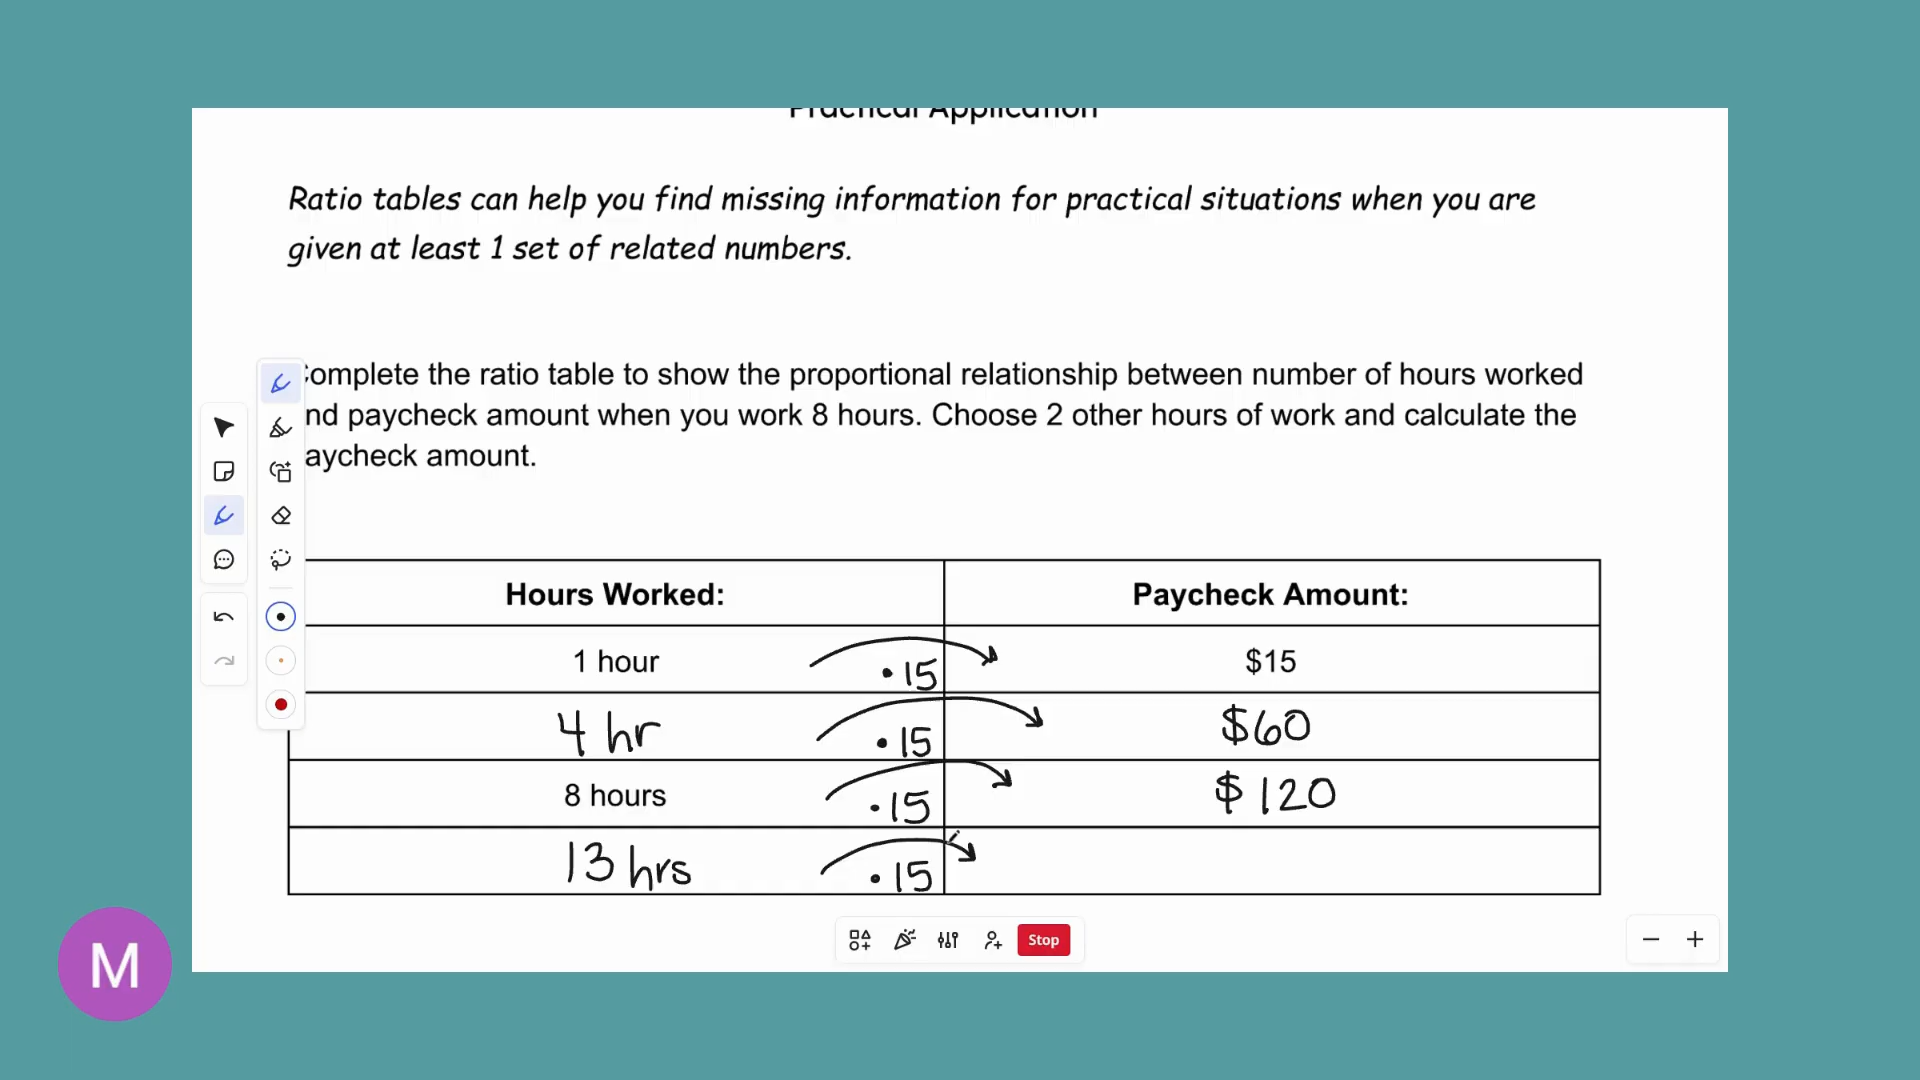 Practical Application
Ratio tables can help you find missing information for practical situations when you are
given at least 1 set of related numbers.
omplete the ratio table to show the proportional relationship between number of hours worked
nd paycheck amount when you work 8 hours. Choose 2 other hours of work and calculate the
aycheck amount.
Hours Worked: Paycheck Amount:
1 hour •15 $15
4 hr •15 $60
8 hours •15 $120
13 hrs •15
Stop
M